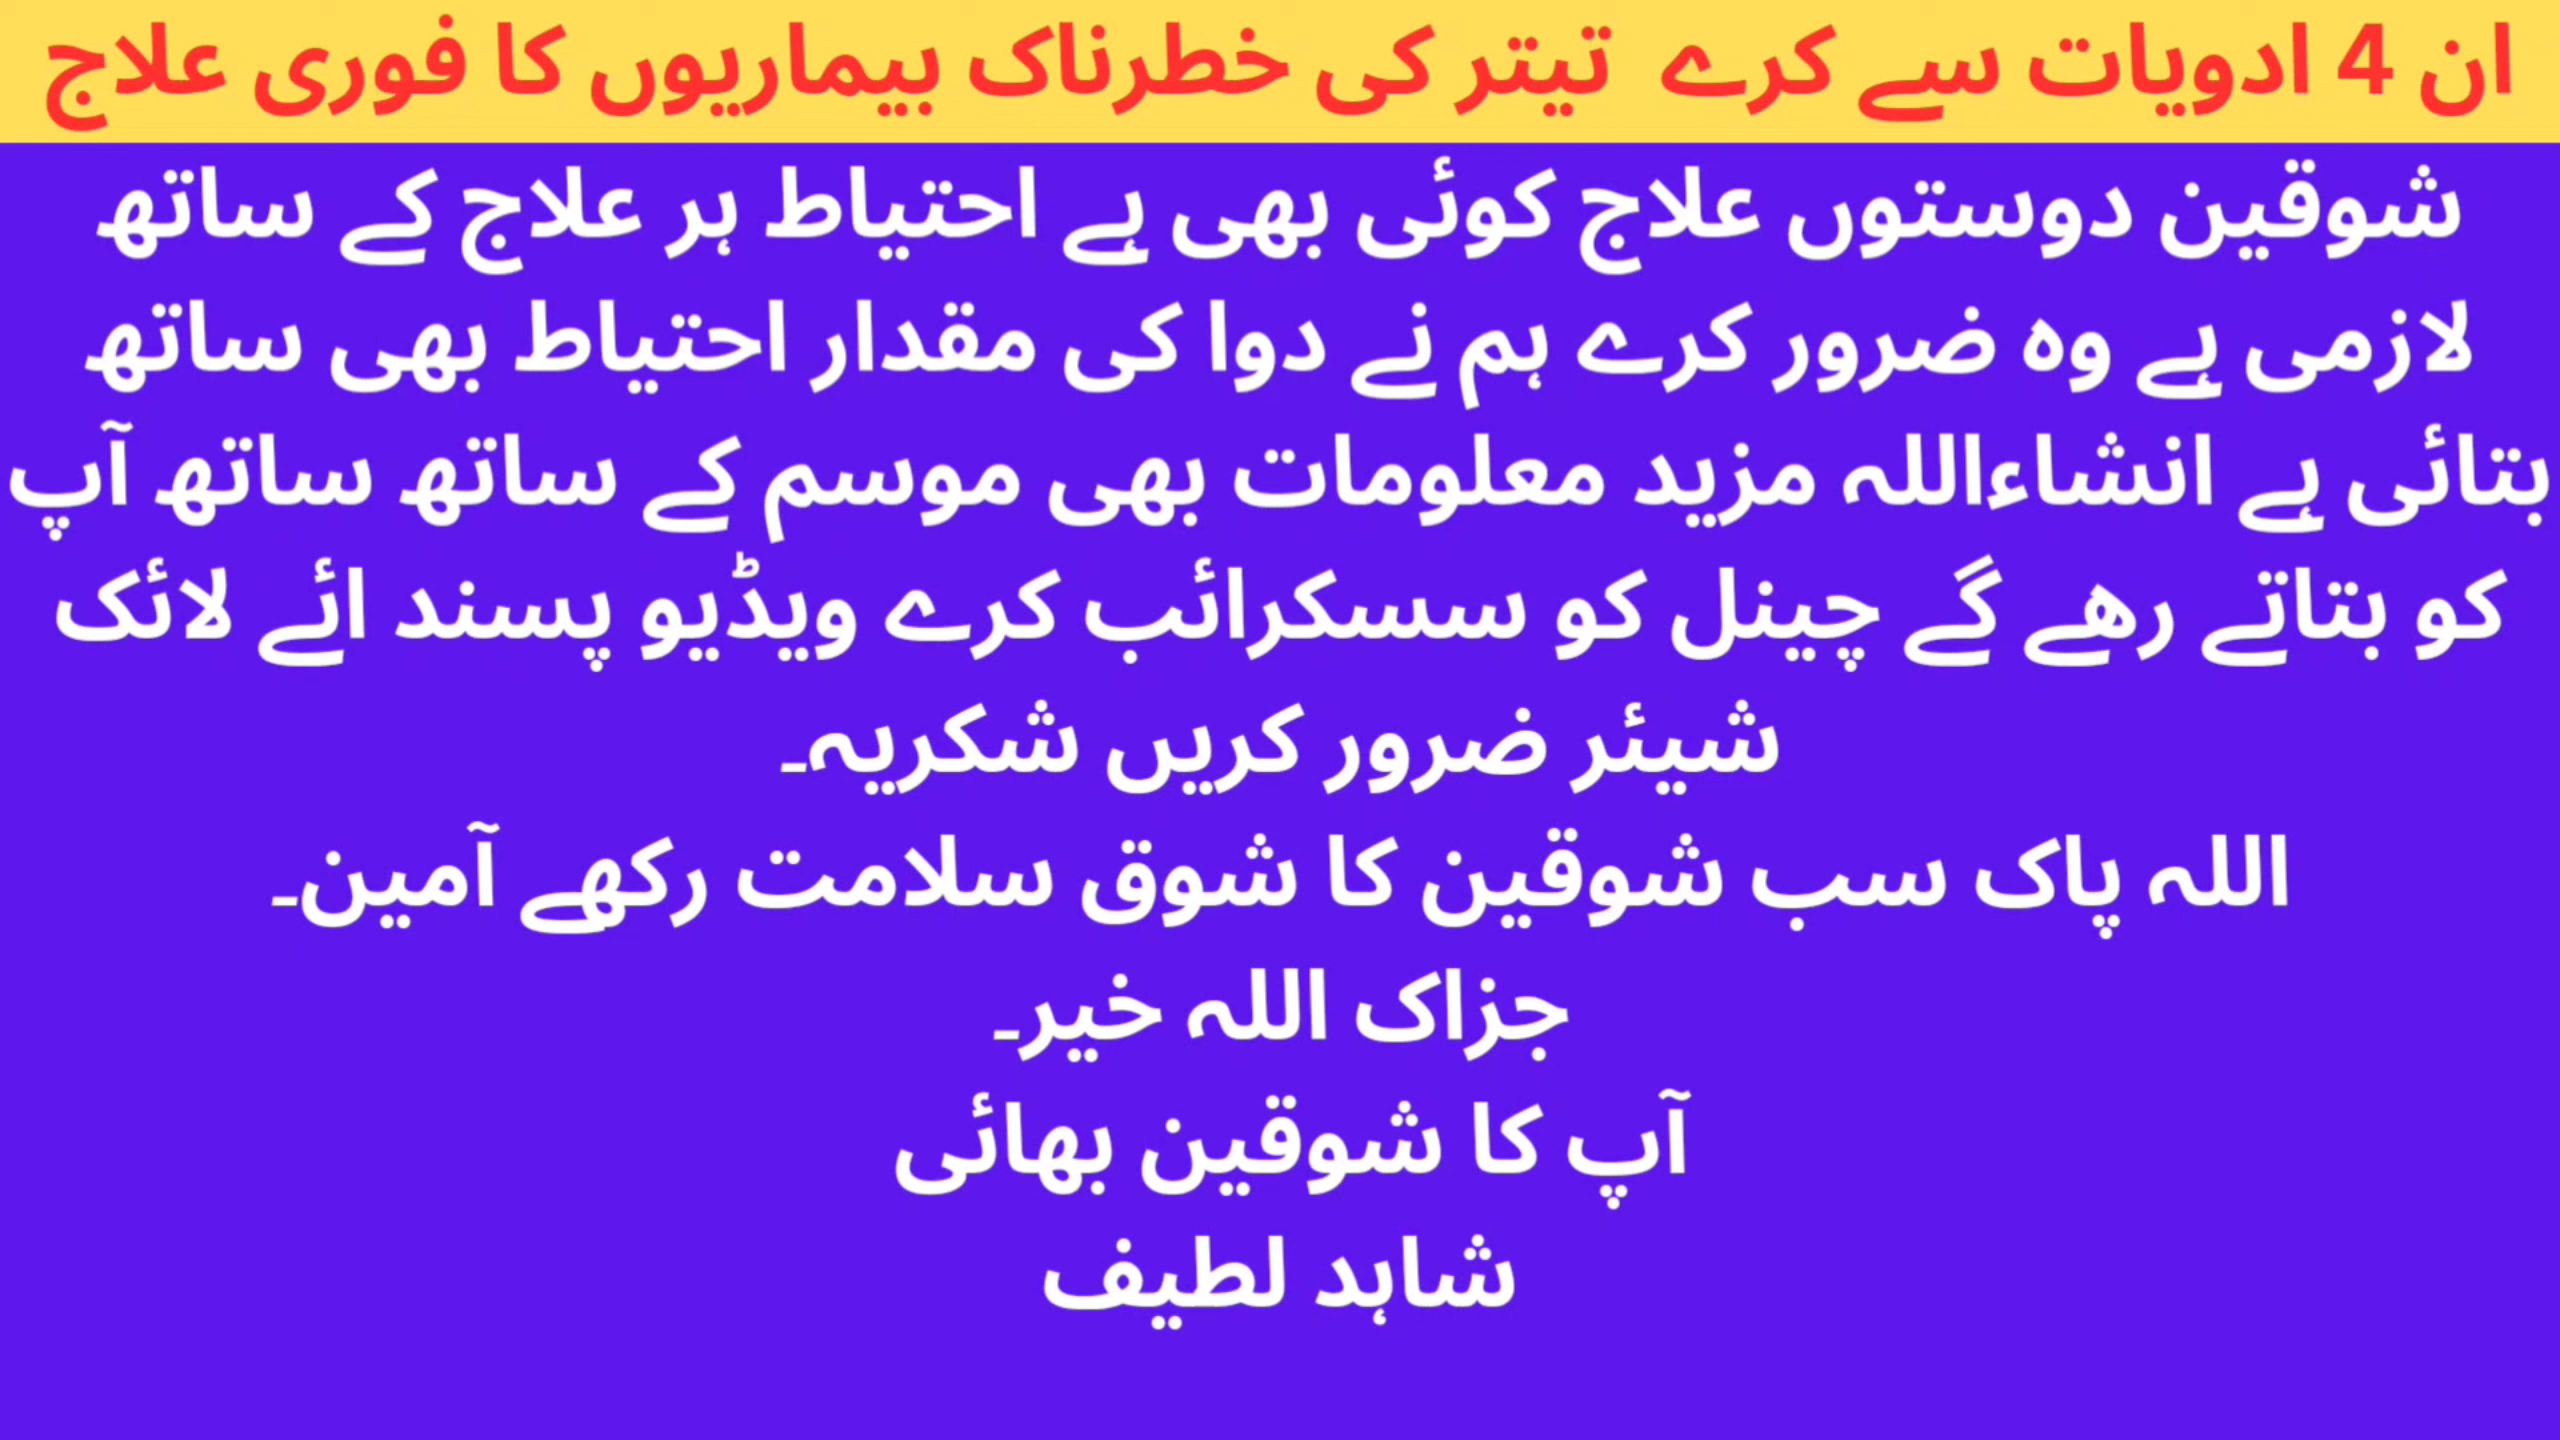 ان 4 ادویات سے کرے تیتر کی خطرناک بیماریوں کا فوری علاج
شوقین دوستوں علاج کوئی بھی ہے احتیاط ہر علاج کے ساتھ
لازمی ہے وہ ضرور کرے ہم نے دوا کی مقدار احتیاط بھی ساتھ
بتائی ہے انشاءاللہ مزید معلومات بھی موسم کے ساتھ ساتھ آپ
کو بتاتے رھے گے چینل کو سسکرائب کرے ویڈیو پسند ائے لائک
شیئر ضرور کریں شکریہ۔
اللہ پاک سب شوقین کا شوق سلامت رکھے آمین۔
جزاک اللہ خیر۔
آپ کا شوقین بھائی
شاہد لطیف